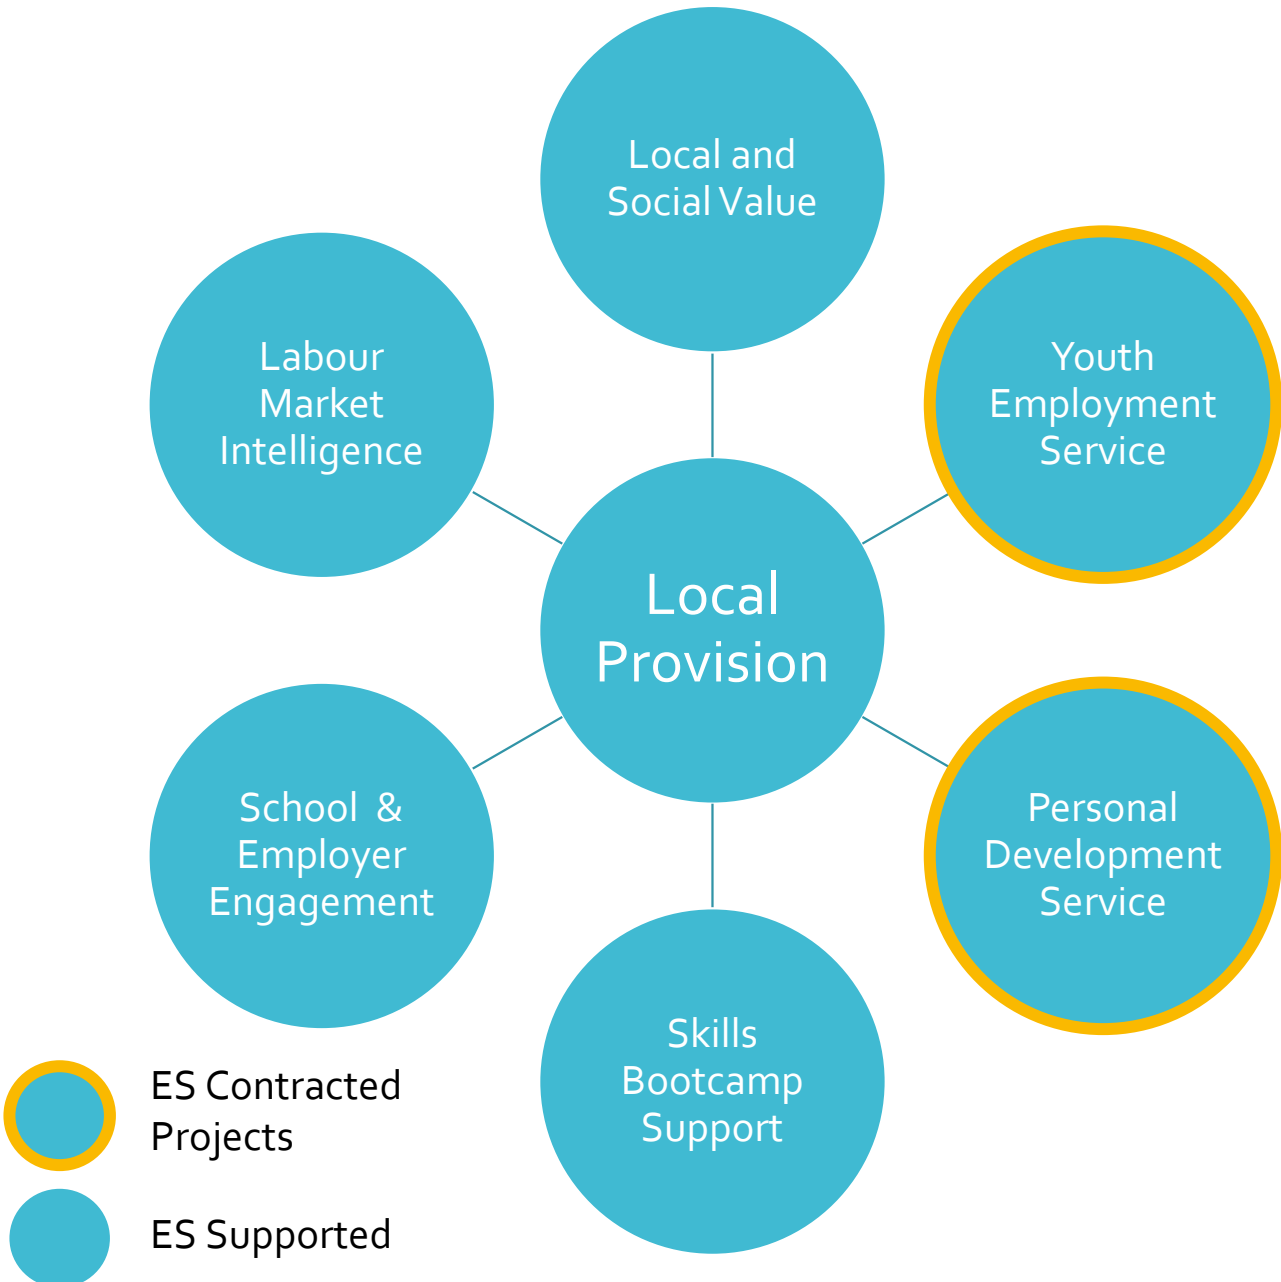 Local and
Social Value
Labour
Market
Intelligence
Youth
Employment
Service
Local
Provision
School & 
Employer
Engagement
Personal
Development
Service
Skills
Bootcamp
Support
ES Contracted
Projects
ES Supported